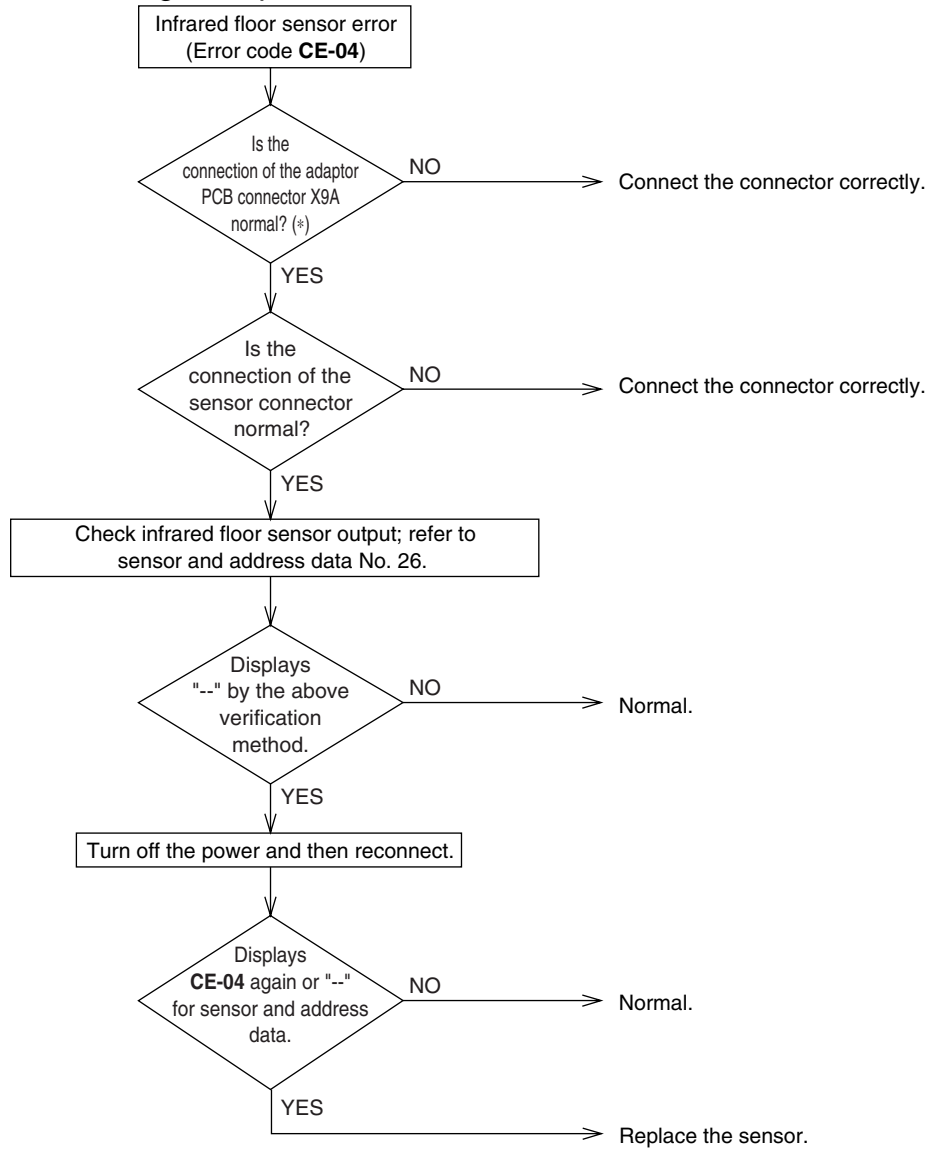 Infrared floor sensor error
(Error code CE-04)
Is the
connection of the adaptor
PCB connector X9A
normal? (*)
NO
Connect the connector correctly.
YES
Is the
connection of the
sensor connector
normal?
NO
Connect the connector correctly.
YES
Check infrared floor sensor output; refer to
sensor and address data No. 26.
Displays
"--" by the above
verification
method.
NO
Normal.
YES
Turn off the power and then reconnect.
Displays
CE-04 again or "--"
for sensor and address
data.
NO
Normal.
YES
Replace the sensor.